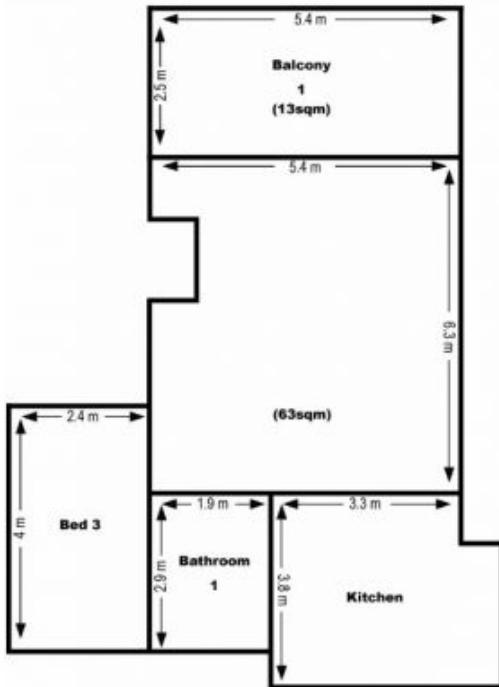 5.4 m
2.5 m
Balcony
1
(13sqm)
5.4 m
6.3 m
(63sqm)
2.4 m
4 m
Bed 3
1.9 m
2.9 m
Bathroom
1
3.3 m
3.8 m
Kitchen